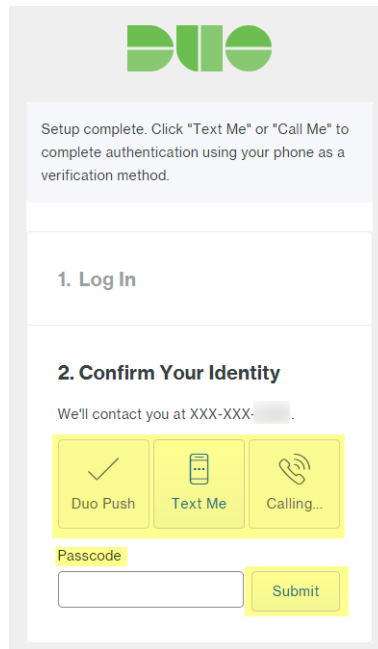 DUO
Setup complete. Click "Text Me" or "Call Me" to
complete authentication using your phone as a
verification method.
1. Log In
2. Confirm Your Identity
We'll contact you at XXX-XXX- .
Duo Push Text Me Calling...
Passcode
Submit